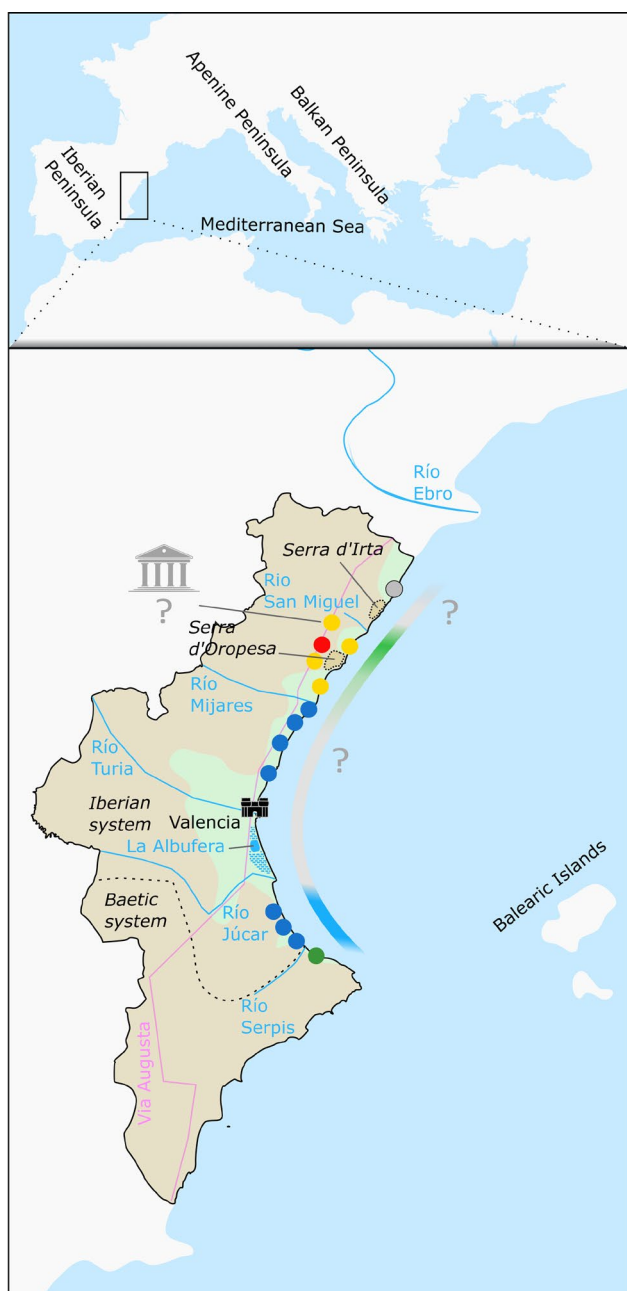 Apenine Peninsula
Balkan Peninsula
Iberian
Peninsula
Mediterranean Sea
Río
Ebro
Serra d'Irta
?
Rio
San Miguel
?
Serra
d'Oropesa
Río
Mijares
?
Río
Turia
Iberian
system
Valencia
La Albufera
Balearic Islands
Baetic
system
Río
Júcar
Río
Serpis
Via Augusta